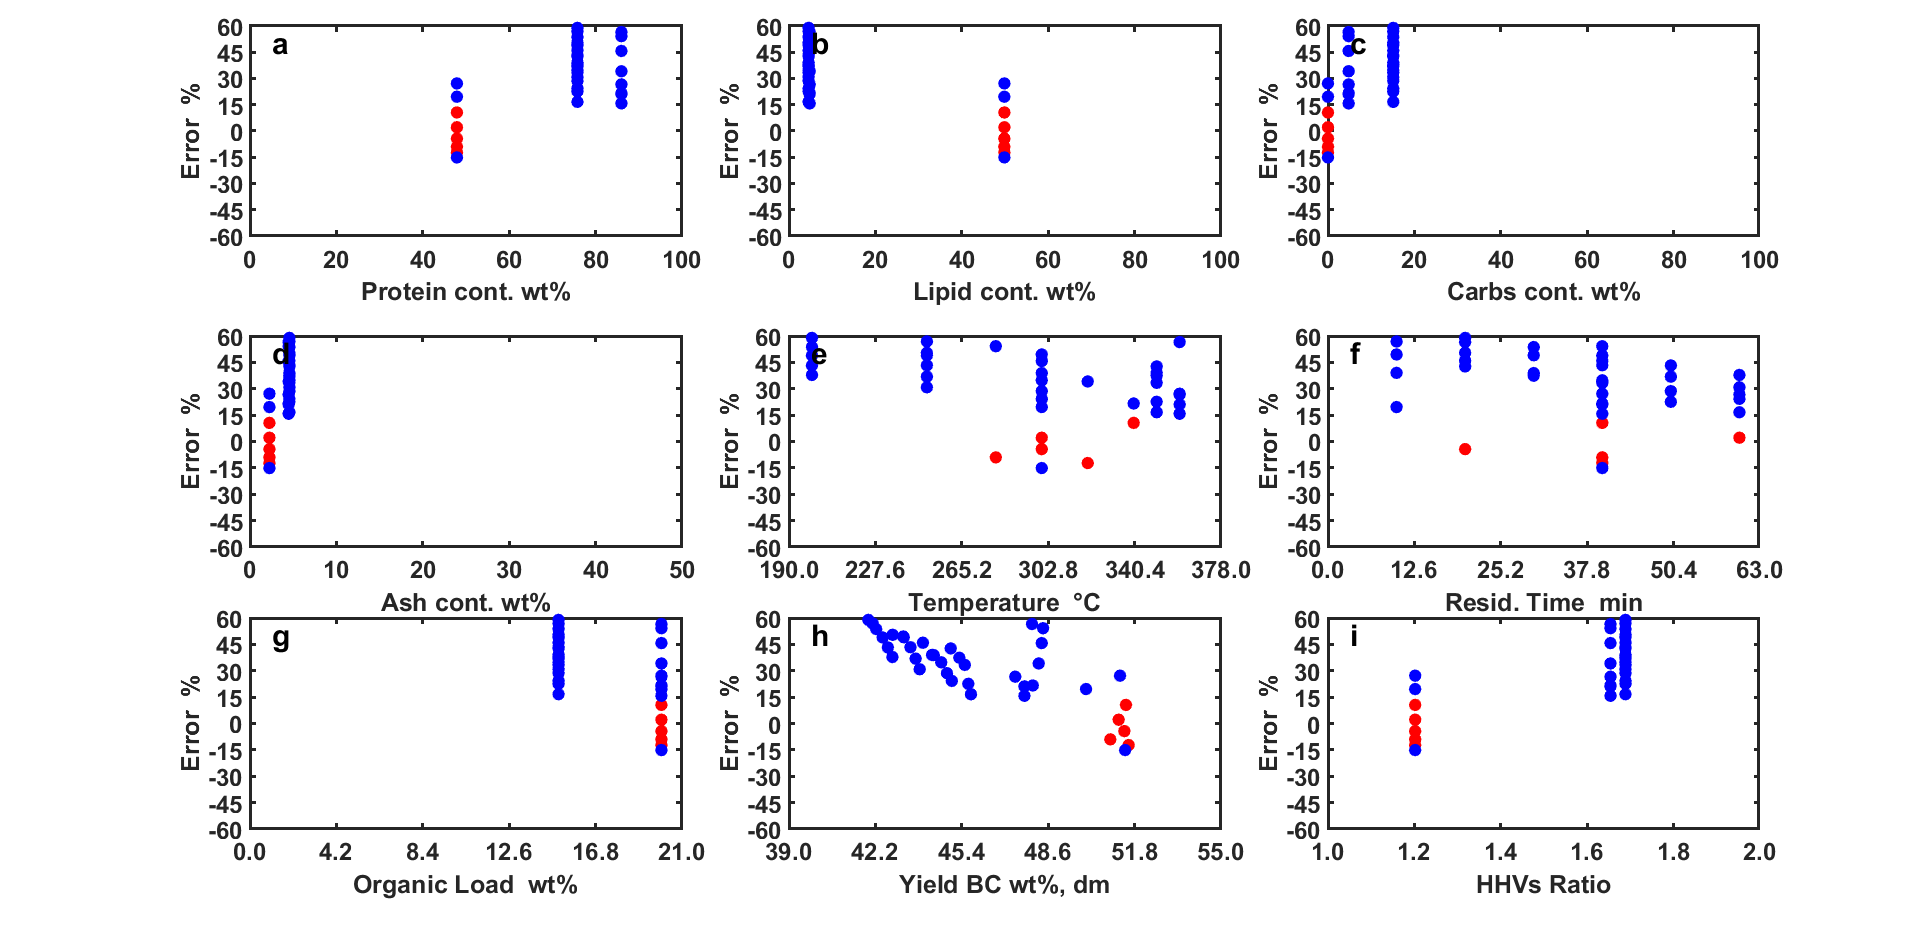 60 60 60
a b c
45 45 45
30 30 30
15 15 15
0 0 0
-15 -15 -15
-30 -30 -30
-45 -45 -45
-60 -60 -60
Error % Error % Error %
0 20 40 60 80 100 0 20 40 60 80 100 0 20 40 60 80 100
Protein cont. wt% Lipid cont. wt% Carbs cont. wt%
60 60 60
d e f
45 45 45
30 30 30
15 15 15
0 0 0
-15 -15 -15
-30 -30 -30
-45 -45 -45
-60 -60 -60
Error % Error % Error %
0 10 20 30 40 50 190.0 227.6 265.2 302.8 340.4 378.0 0.0 12.6 25.2 37.8 50.4 63.0
Ash cont. wt% Temperature °C Resid. Time min
60 60 60
g h i
45 45 45
30 30 30
15 15 15
0 0 0
-15 -15 -15
-30 -30 -30
-45 -45 -45
-60 -60 -60
Error % Error % Error %
0.0 4.2 8.4 12.6 16.8 21.0 39.0 42.2 45.4 48.6 51.8 55.0 1.0 1.2 1.4 1.6 1.8 2.0
Organic Load wt% Yield BC wt%, dm HHVs Ratio